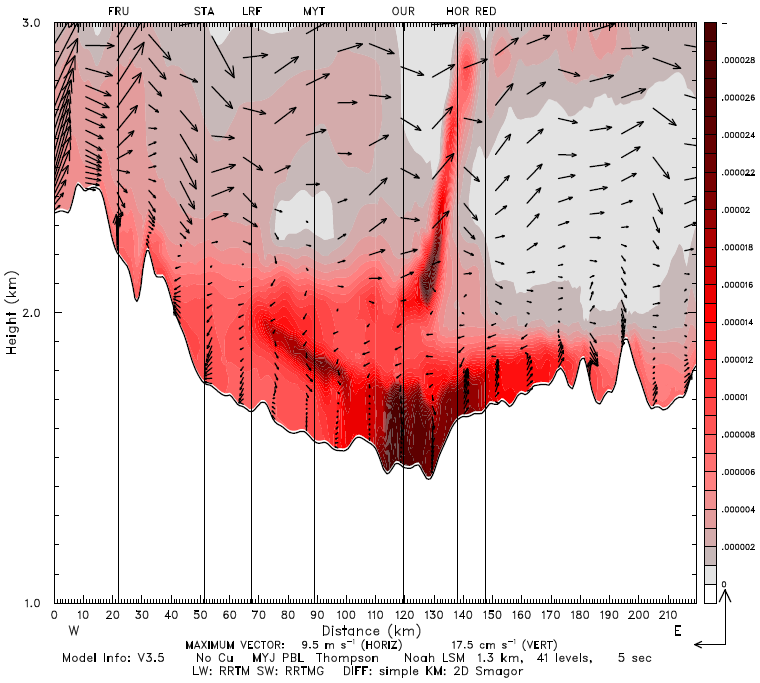 FRU STA LRF MYT OUR HOR RED
3.0
2.0
1.0
Height (km)
.000028
.000026
.000024
.000022
.00002
.000018
.000016
.000014
.000012
.00001
.000008
.000006
.000004
.000002
0
0 10 20 30 40 50 60 70 80 90 100 110 120 130 140 150 160 170 180 190 200 210
W Distance (km) E
MAXIMUM VECTOR: 9.5 m s⁻¹ (HORIZ) 17.5 cm s⁻¹ (VERT)
Model Info: V3.5 No Cu MYJ PBL Thompson Noah LSM 1.3 km, 41 levels, 5 sec
LW: RRTM SW: RRTMG DIFF: simple KM: 2D Smagor